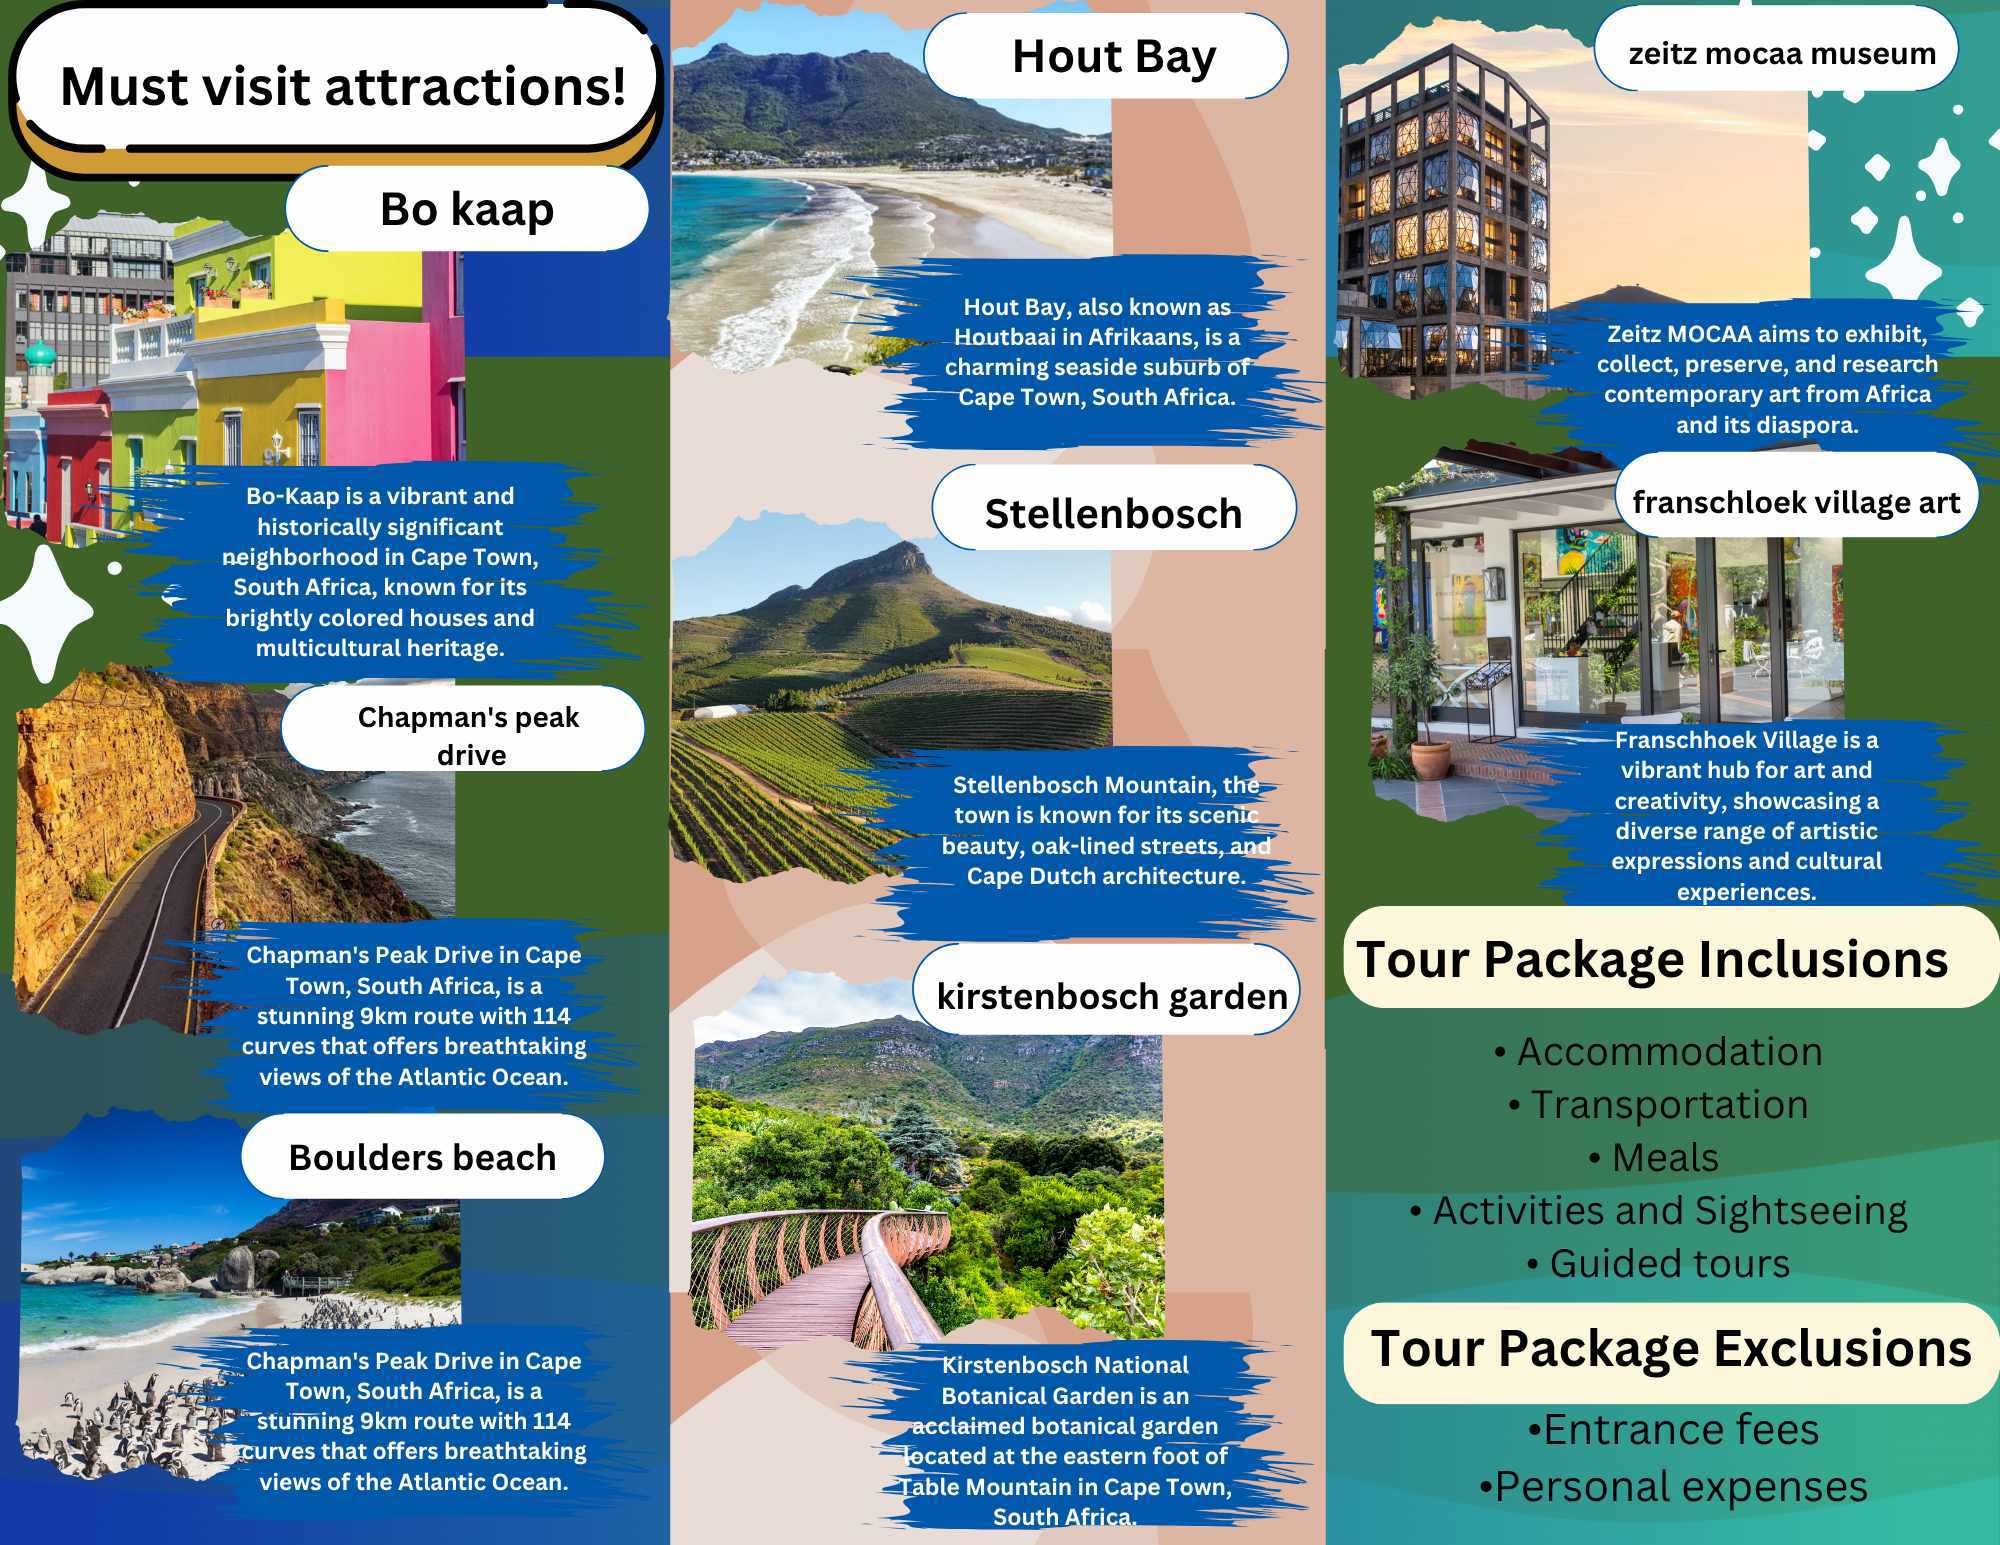 Must visit attractions!
Bo kaap
Bo-Kaap is a vibrant and
historically significant
neighborhood in Cape Town,
South Africa, known for its
brightly colored houses and
multicultural heritage.
Chapman's peak
drive
Chapman's Peak Drive in Cape
Town, South Africa, is a
stunning 9km route with 114
curves that offers breathtaking
views of the Atlantic Ocean.
Boulders beach
Chapman's Peak Drive in Cape
Town, South Africa, is a
stunning 9km route with 114
curves that offers breathtaking
views of the Atlantic Ocean.
Hout Bay
Hout Bay, also known as
Houtbaai in Afrikaans, is a
charming seaside suburb of
Cape Town, South Africa.
Stellenbosch
Stellenbosch Mountain, the
town is known for its scenic
beauty, oak-lined streets, and
Cape Dutch architecture.
kirstenbosch garden
Kirstenbosch National
Botanical Garden is an
acclaimed botanical garden
located at the eastern foot of
Table Mountain in Cape Town,
South Africa.
zeitz mocaa museum
Zeitz MOCAA aims to exhibit,
collect, preserve, and research
contemporary art from Africa
and its diaspora.
franschloek village art
Franschhoek Village is a
vibrant hub for art and
creativity, showcasing a
diverse range of artistic
expressions and cultural
experiences.
Tour Package Inclusions
• Accommodation
• Transportation
• Meals
• Activities and Sightseeing
• Guided tours
Tour Package Exclusions
•Entrance fees
•Personal expenses